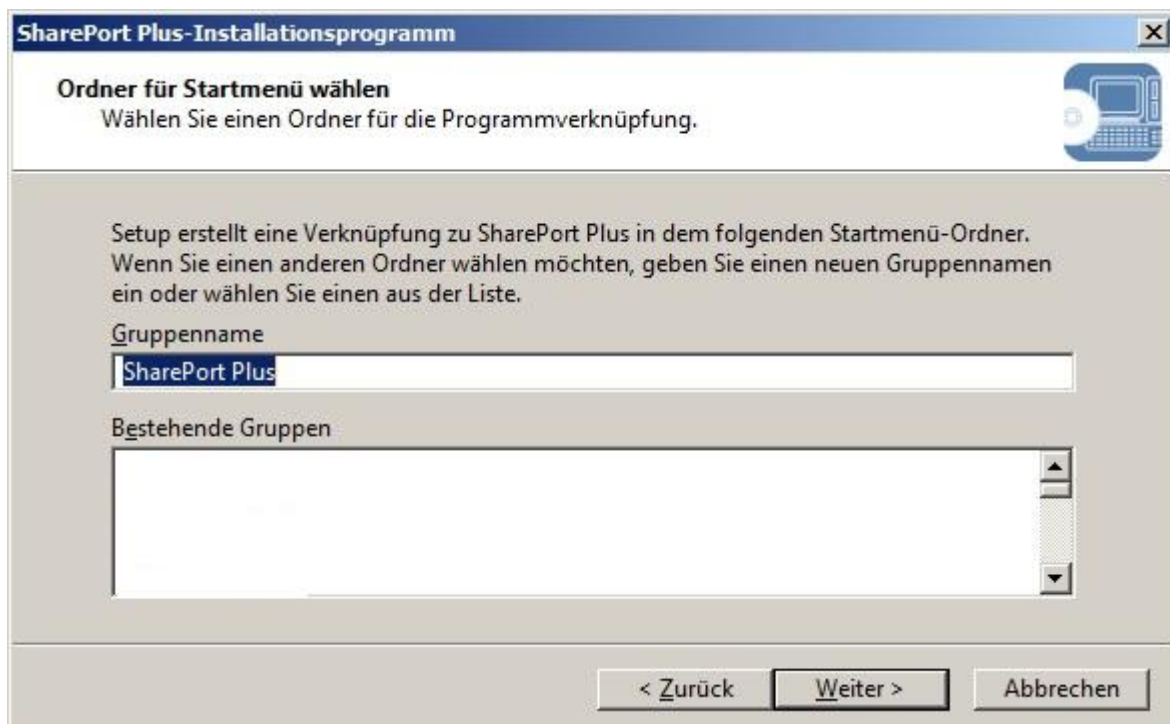 SharePort Plus-Installationsprogramm
Ordner für Startmenü wählen
Wählen Sie einen Ordner für die Programmverknüpfung.
Setup erstellt eine Verknüpfung zu SharePort Plus in dem folgenden Startmenü-Ordner.
Wenn Sie einen anderen Ordner wählen möchten, geben Sie einen neuen Gruppennamen
ein oder wählen Sie einen aus der Liste.
Gruppenname
SharePort Plus
Bestehende Gruppen
< Zurück Weiter > Abbrechen